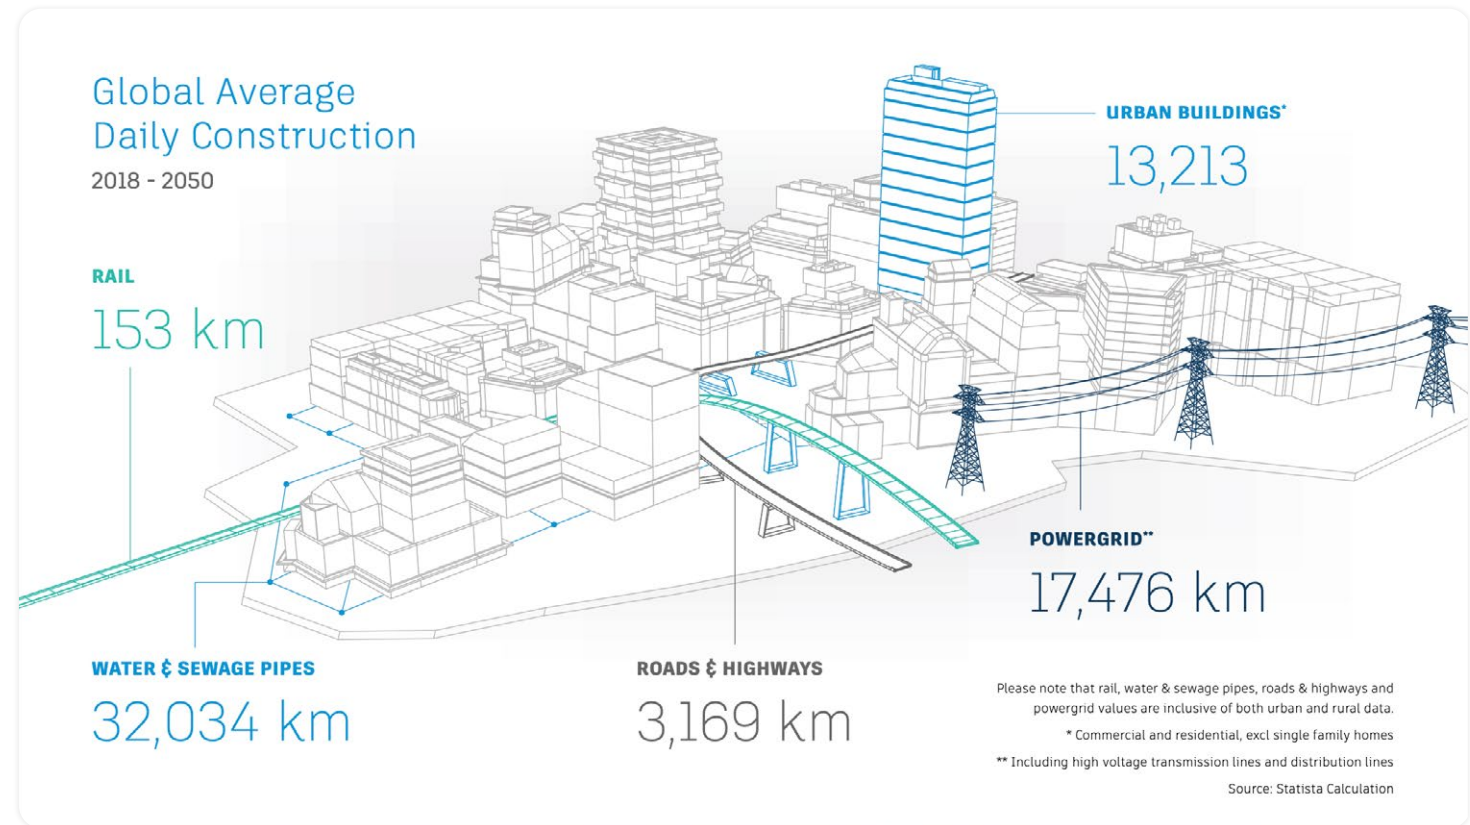 Global Average
Daily Construction
2018 - 2050
URBAN BUILDINGS*
13,213
RAIL
153 km
POWERGRID**
17,476 km
WATER & SEWAGE PIPES
32,034 km
ROADS & HIGHWAYS
3,169 km
Please note that rail, water & sewage pipes, roads & highways and
powergrid values are inclusive of both urban and rural data.
* Commercial and residential, excl single family homes
** Including high voltage transmission lines and distribution lines
Source: Statista Calculation